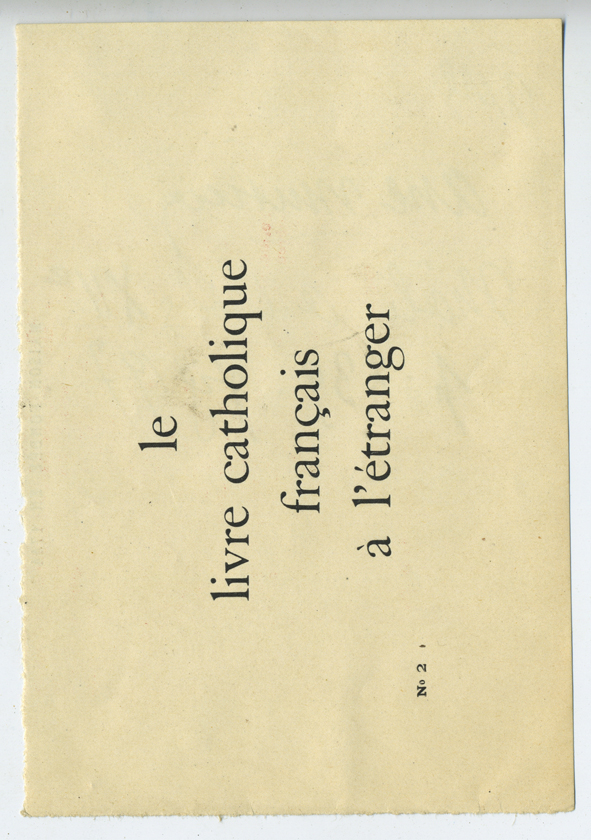 le
livre catholique
français
à l'étranger
Nº 2